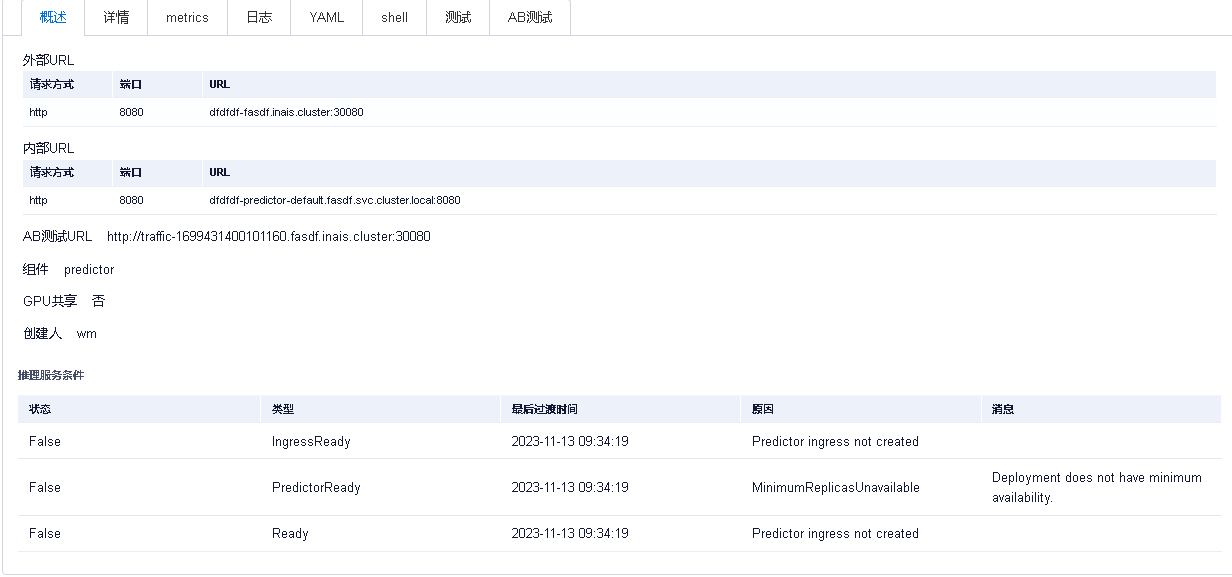 概述 详情 metrics 日志 YAML shell 测试 AB测试
外部URL
请求方式 端口 URL
http 8080 dfdfdf-fasdf.inais.cluster:30080
内部URL
请求方式 端口 URL
http 8080 dfdfdf-predictor-default.fasdf.svc.cluster.local:8080
AB测试URL http://traffic-1699431400101160.fasdf.inais.cluster:30080
组件 predictor
GPU共享 否
创建人 wm
推理服务条件
状态 类型 最后过渡时间 原因 消息
False IngressReady 2023-11-13 09:34:19 Predictor ingress not created
False PredictorReady 2023-11-13 09:34:19 MinimumReplicasUnavailable Deployment does not have minimum
availability.
False Ready 2023-11-13 09:34:19 Predictor ingress not created